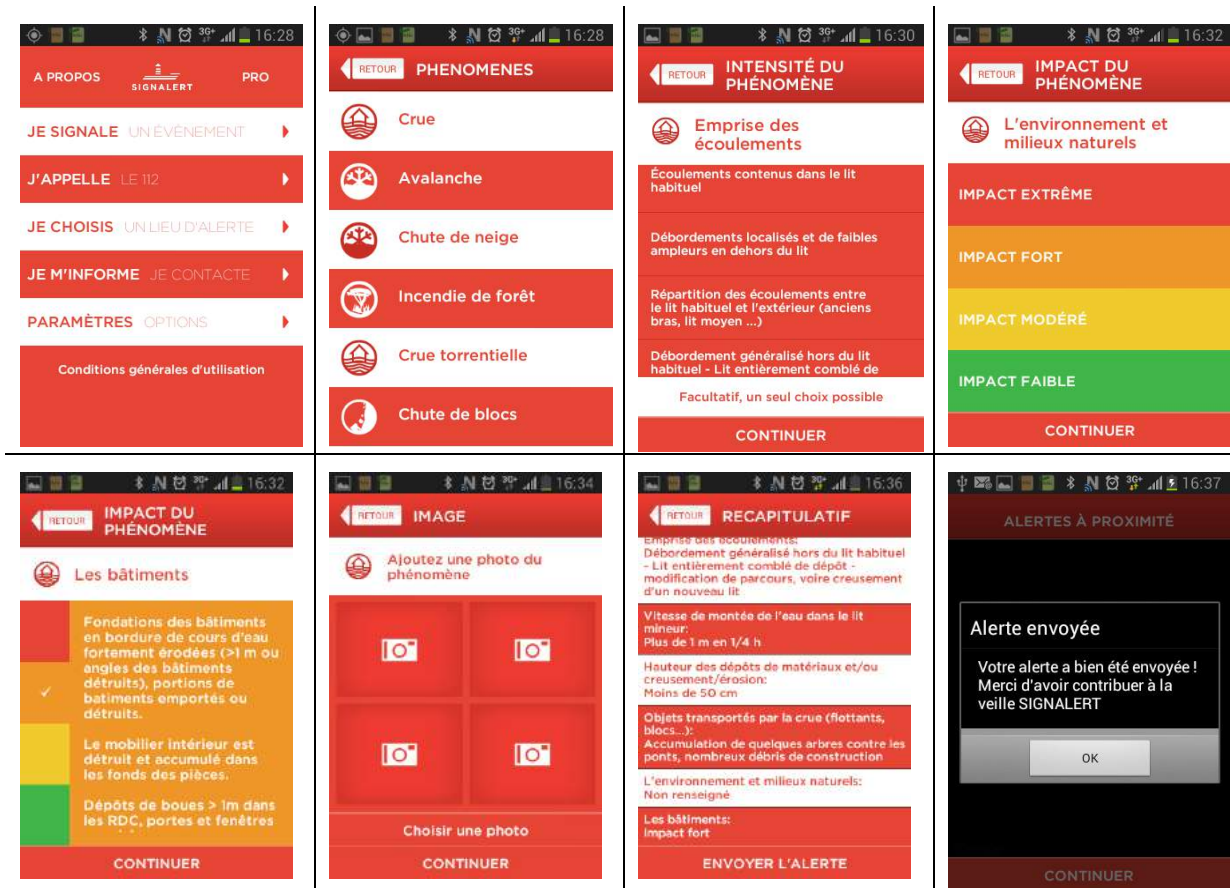 3G+ 16:28
A PROPOS SIGNALERT PRO
JE SIGNALE UN ÉVÉNEMENT
J'APPELLE LE 112
JE CHOISIS UN LIEU D'ALERTE
JE M'INFORME JE CONTACTE
PARAMÈTRES OPTIONS
Conditions générales d'utilisation
3G+ 16:28
RETOUR PHENOMENES
Crue
Avalanche
Chute de neige
Incendie de forêt
Crue torrentielle
Chute de blocs
3G+ 16:30
RETOUR INTENSITÉ DU
PHÉNOMÈNE
Emprise des
écoulements
Écoulements contenus dans le lit
habituel
Débordements localisés et de faibles
ampleurs en dehors du lit
Répartition des écoulements entre
le lit habituel et l'extérieur (anciens
bras, lit moyen ...)
Débordement généralisé hors du lit
habituel - Lit entièrement comblé de
Facultatif, un seul choix possible
CONTINUER
3G+ 16:32
RETOUR IMPACT DU
PHÉNOMÈNE
L'environnement et
milieux naturels
IMPACT EXTRÊME
IMPACT FORT
IMPACT MODÉRÉ
IMPACT FAIBLE
CONTINUER
3G+ 16:32
RETOUR IMPACT DU
PHÉNOMÈNE
Les bâtiments
Fondations des bâtiments
en bordure de cours d'eau
fortement érodées (>1 m ou
angles des bâtiments
détruits), portions de
batiments emportés ou
détruits.
Le mobilier intérieur est
détruit et accumulé dans
les fonds des pièces.
Dépôts de boues > 1m dans
les RDC, portes et fenêtres
CONTINUER
3G+ 16:34
RETOUR IMAGE
Ajoutez une photo du
phénomène
Choisir une photo
CONTINUER
3G+ 16:36
RETOUR RECAPITULATIF
Emprise des écoulements:
Débordement généralisé hors du lit habituel
- Lit entièrement comblé de dépôt -
modification de parcours, voire creusement
d'un nouveau lit
Vitesse de montée de l'eau dans le lit
mineur:
Plus de 1 m en 1/4 h
Hauteur des dépôts de matériaux et/ou
creusement/érosion:
Moins de 50 cm
Objets transportés par la crue (flottants,
blocs...):
Accumulation de quelques arbres contre les
ponts, nombreux débris de construction
L'environnement et milieux naturels:
Non renseigné
Les bâtiments:
Impact fort
ENVOYER L'ALERTE
3G+ 16:37
ALERTES À PROXIMITÉ
Alerte envoyée
Votre alerte a bien été envoyée !
Merci d'avoir contribuer à la
veille SIGNALERT
OK
CONTINUER